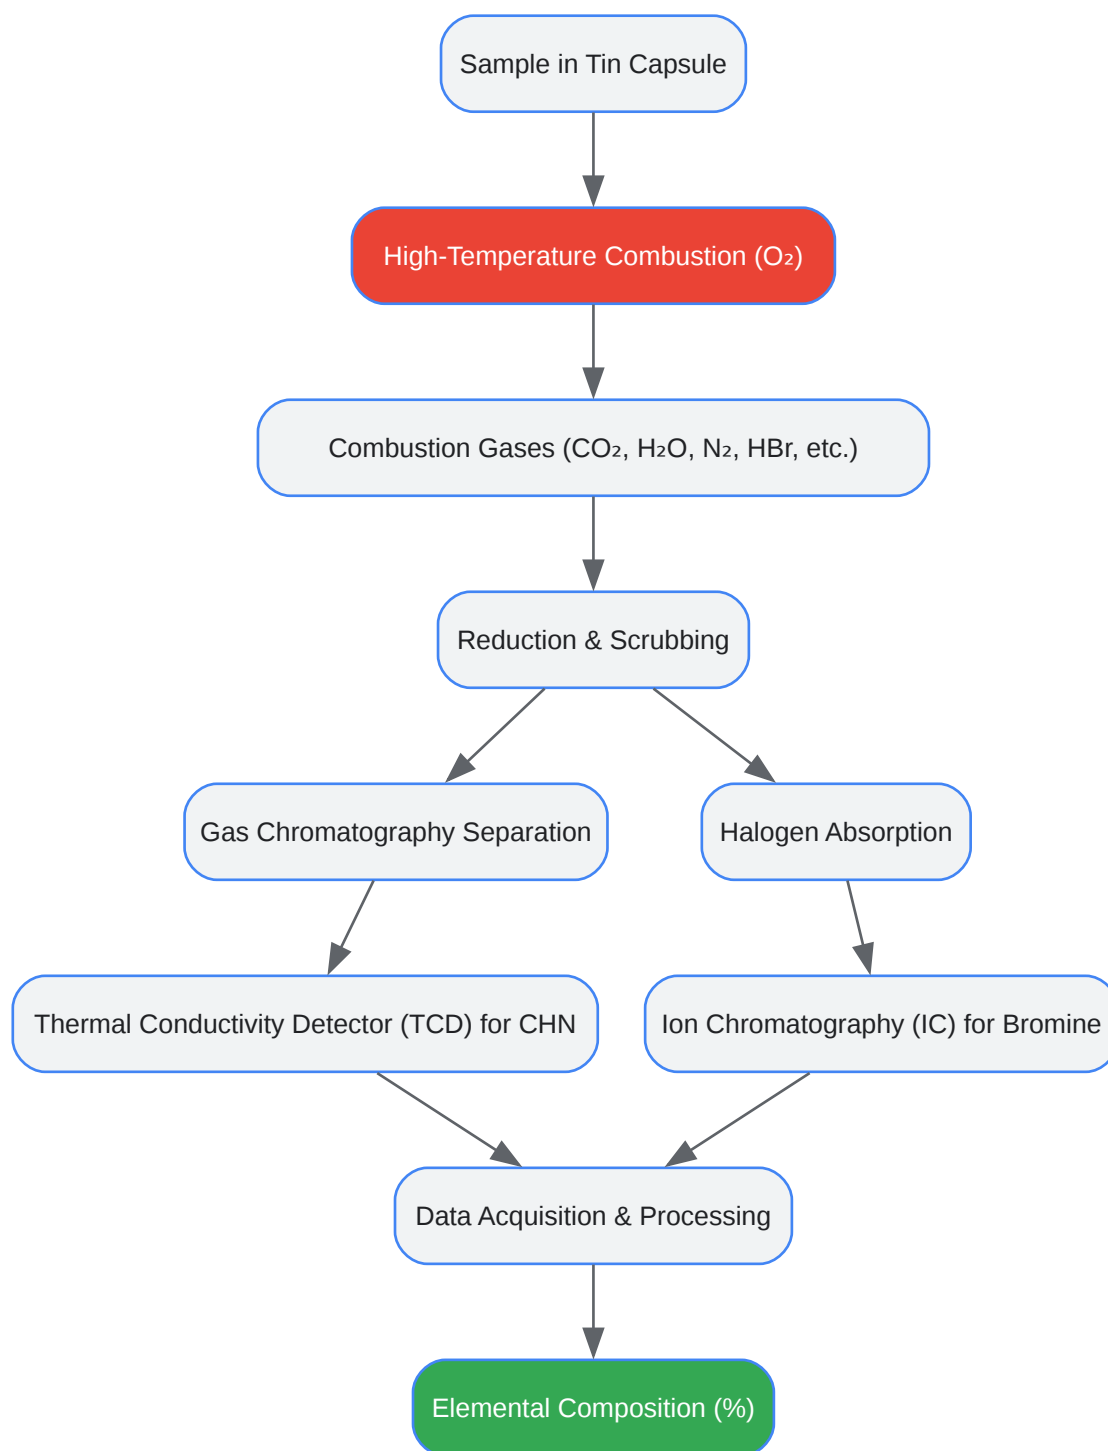 Sample in Tin Capsule
High-Temperature Combustion (O₂)
Combustion Gases (CO₂, H₂O, N₂, HBr, etc.)
Reduction & Scrubbing
Gas Chromatography Separation
Halogen Absorption
Thermal Conductivity Detector (TCD) for CHN
Ion Chromatography (IC) for Bromine
Data Acquisition & Processing
Elemental Composition (%)